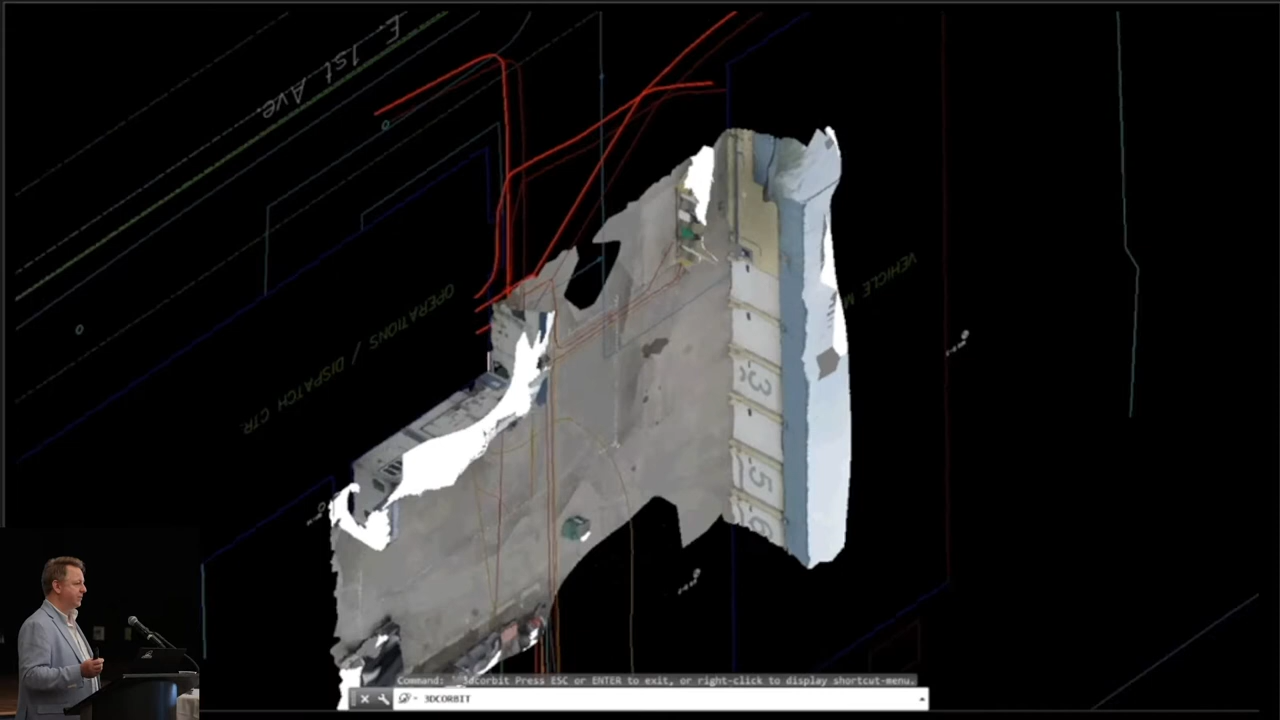 E. 1st Ave.
OPERATIONS / DISPATCH CTR.
VEHICLE M
3
5
6
Command: '_3dcorbit Press ESC or ENTER to exit, or right-click to display shortcut-menu.
3DCORBIT